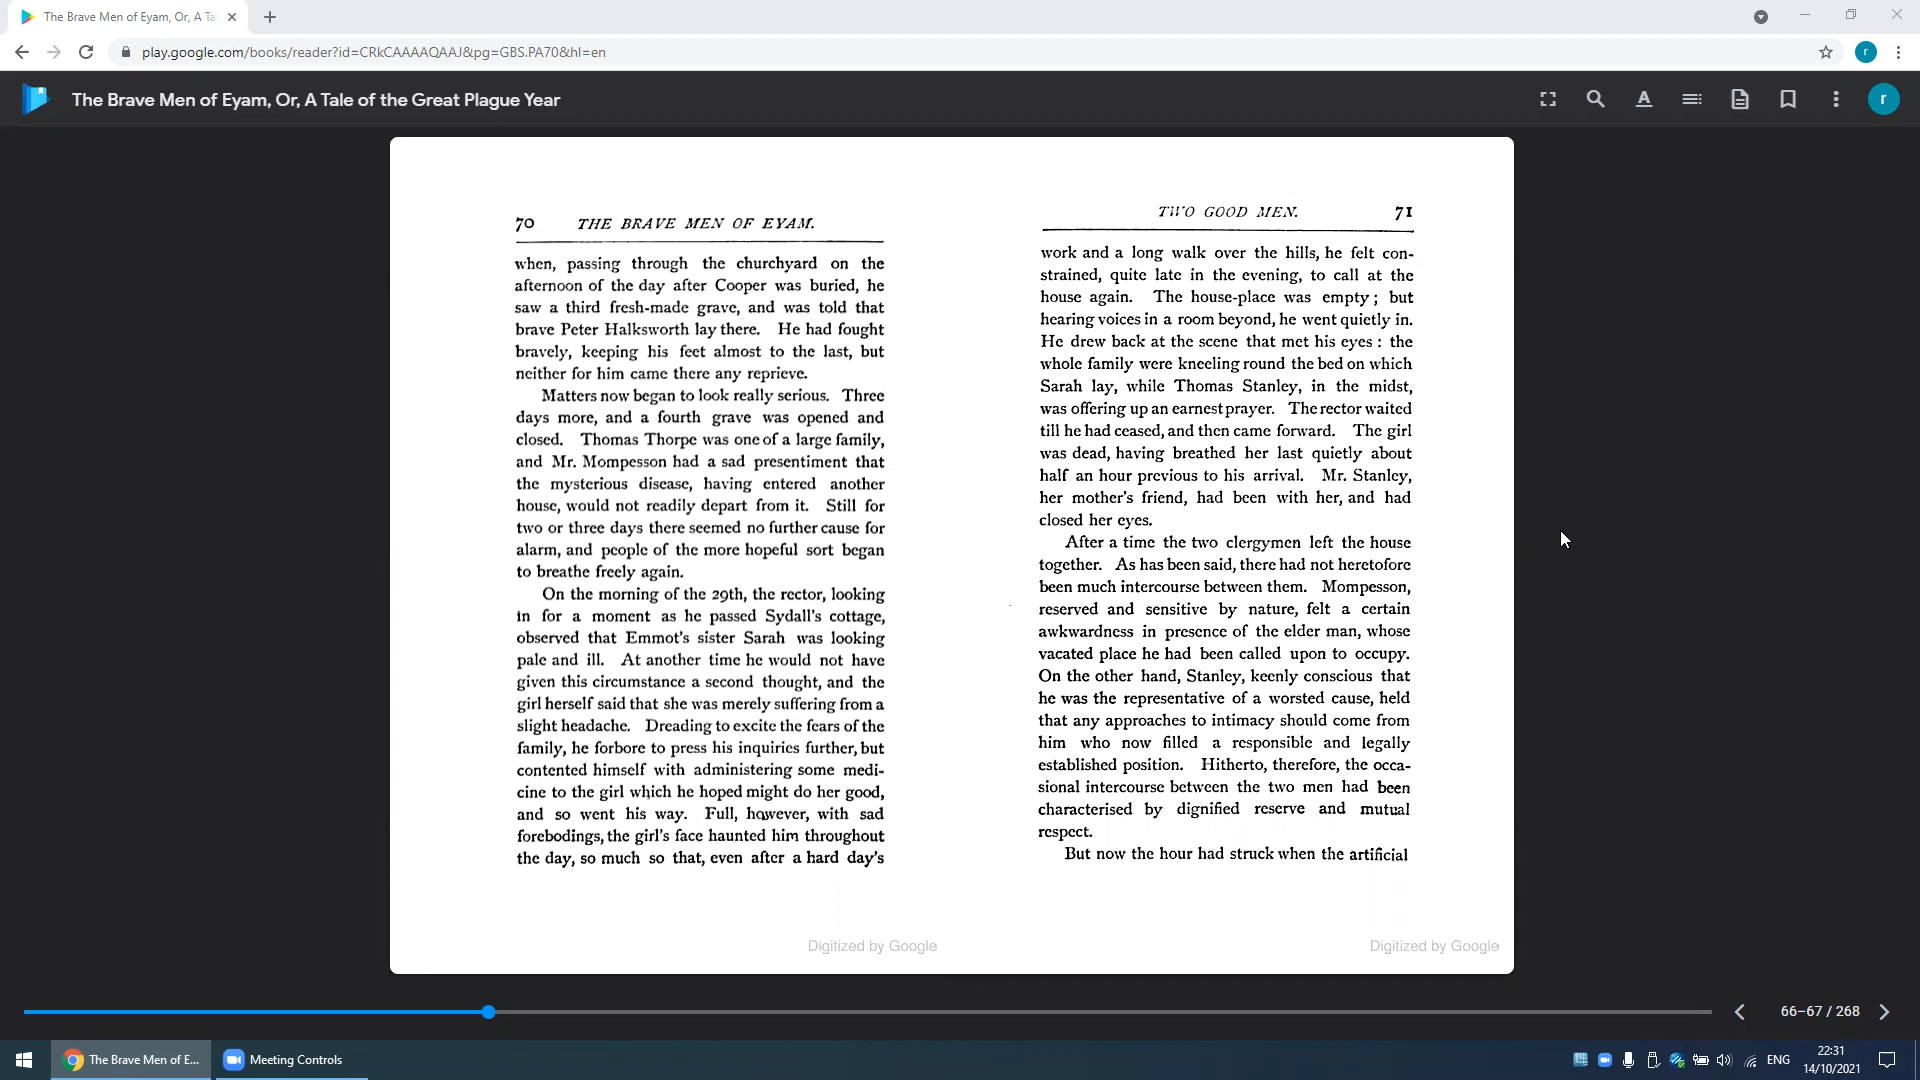 The Brave Men of Eyam, Or, A Ta
play.google.com/books/reader?id=CRkCAAAAQAAJ&pg=GBS.PA70&hl=en
r
The Brave Men of Eyam, Or, A Tale of the Great Plague Year
r
70 THE BRAVE MEN OF EYAM.
when, passing through the churchyard on the
afternoon of the day after Cooper was buried, he
saw a third fresh-made grave, and was told that
brave Peter Halksworth lay there. He had fought
bravely, keeping his feet almost to the last, but
neither for him came there any reprieve.
Matters now began to look really serious. Three
days more, and a fourth grave was opened and
closed. Thomas Thorpe was one of a large family,
and Mr. Mompesson had a sad presentiment that
the mysterious disease, having entered another
house, would not readily depart from it. Still for
two or three days there seemed no further cause for
alarm, and people of the more hopeful sort began
to breathe freely again.
On the morning of the 29th, the rector, looking
in for a moment as he passed Sydall's cottage,
observed that Emmot's sister Sarah was looking
pale and ill. At another time he would not have
given this circumstance a second thought, and the
girl herself said that she was merely suffering from a
slight headache. Dreading to excite the fears of the
family, he forbore to press his inquiries further, but
contented himself with administering some medi-
cine to the girl which he hoped might do her good,
and so went his way. Full, however, with sad
forebodings, the girl's face haunted him throughout
the day, so much so that, even after a hard day's
Digitized by Google
TWO GOOD MEN. 71
work and a long walk over the hills, he felt con-
strained, quite late in the evening, to call at the
house again. The house-place was empty; but
hearing voices in a room beyond, he went quietly in.
He drew back at the scene that met his eyes: the
whole family were kneeling round the bed on which
Sarah lay, while Thomas Stanley, in the midst,
was offering up an earnest prayer. The rector waited
till he had ceased, and then came forward. The girl
was dead, having breathed her last quietly about
half an hour previous to his arrival. Mr. Stanley,
her mother's friend, had been with her, and had
closed her eyes.
After a time the two clergymen left the house
together. As has been said, there had not heretofore
been much intercourse between them. Mompesson,
reserved and sensitive by nature, felt a certain
awkwardness in presence of the elder man, whose
vacated place he had been called upon to occupy.
On the other hand, Stanley, keenly conscious that
he was the representative of a worsted cause, held
that any approaches to intimacy should come from
him who now filled a responsible and legally
established position. Hitherto, therefore, the occa-
sional intercourse between the two men had been
characterised by dignified reserve and mutual
respect.
But now the hour had struck when the artificial
Digitized by Google
66–67 / 268
The Brave Men of E...
Meeting Controls
ENG
22:31
14/10/2021